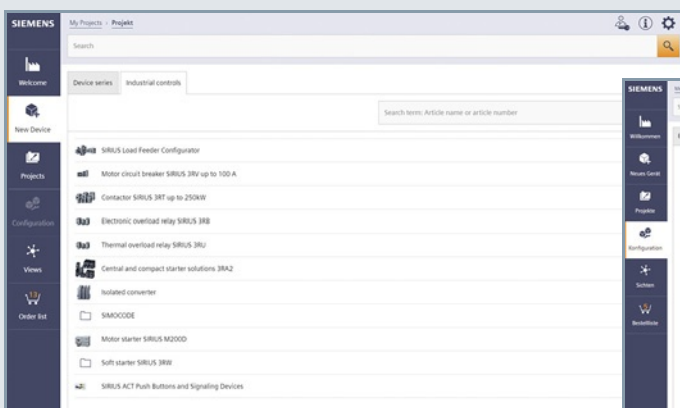 SIEMENS
My Projects › Projekt
Search
Welcome
Device series
Industrial controls
New Device
Search term: Article name or article number
SIRIUS Load Feeder Configurator
Projects
Motor circuit breaker SIRIUS 3RV up to 100 A
Contactor SIRIUS 3RT up to 250kW
Configuration
Electronic overload relay SIRIUS 3RB
Thermal overload relay SIRIUS 3RU
Views
Central and compact starter solutions 3RA2
Isolated converter
13
Order list
SIMOCODE
Motor starter SIRIUS M200D
Soft starter SIRIUS 3RW
SIRIUS ACT Push Buttons and Signaling Devices
SIEMENS
Willkommen
Neues Gerät
Projekte
Konfiguration
Sichten
Bestellliste